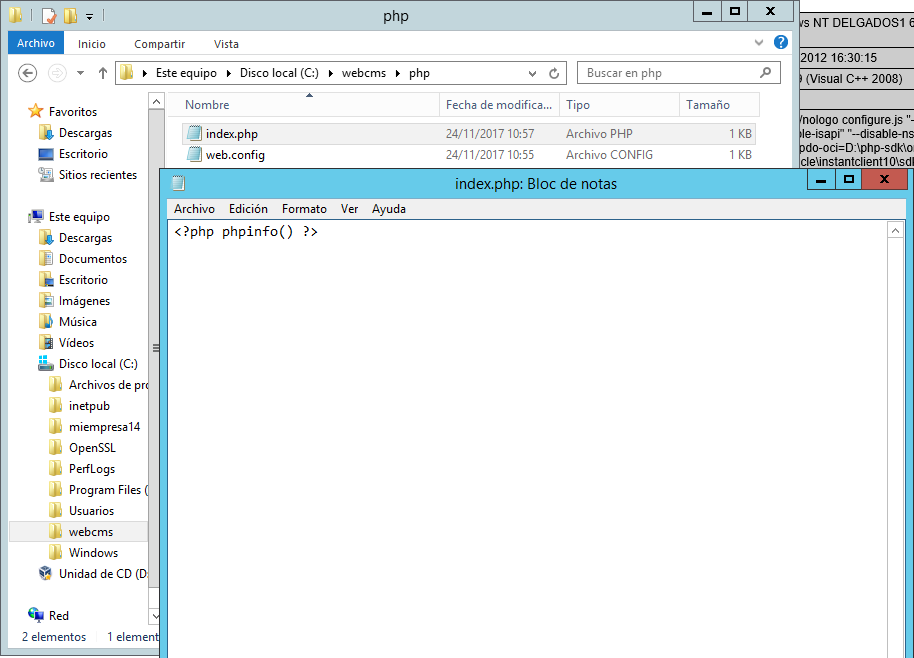 php
Archivo Inicio Compartir Vista
Este equipo Disco local (C:) webcms php Buscar en php
Nombre Fecha de modifica... Tipo Tamaño
index.php 24/11/2017 10:57 Archivo PHP 1 KB
web.config 24/11/2017 10:55 Archivo CONFIG 1 KB
Favoritos
Descargas
Escritorio
Sitios recientes
Este equipo
Descargas
Documentos
Escritorio
Imágenes
Música
Vídeos
Disco local (C:)
Archivos de pro
inetpub
miempresa14
OpenSSL
PerfLogs
Program Files (
Usuarios
webcms
Windows
Unidad de CD (D:
Red
2 elementos 1 element
ws NT DELGADOS1 6
2012 16:30:15
9 (Visual C++ 2008)
/nologo configure.js "-
ble-isapi" "--disable-ns
pdo-oci=D:\php-sdk\or
cle\instantclient10\sdk
index.php: Bloc de notas
Archivo Edición Formato Ver Ayuda
<?php phpinfo() ?>